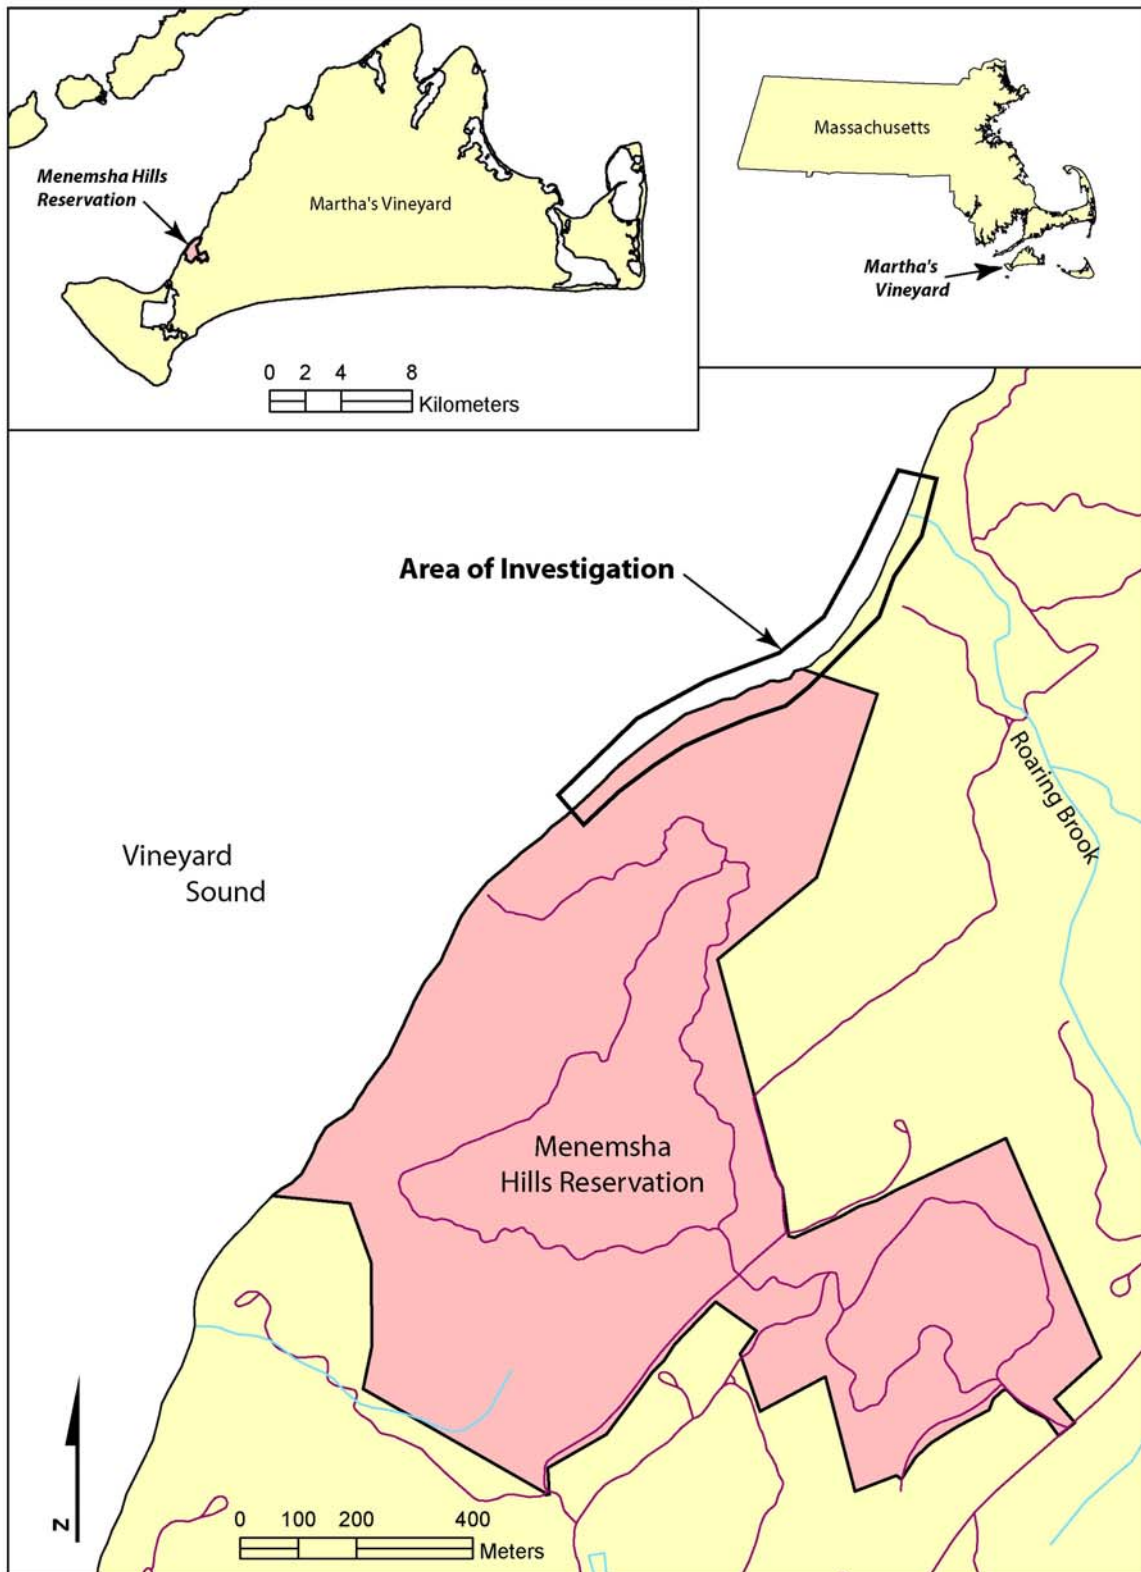 Menemsha Hills
Reservation
Martha's Vineyard
0 2 4 8
Kilometers
Massachusetts
Martha's
Vineyard
Area of Investigation
Roaring Brook
Vineyard
Sound
Menemsha
Hills Reservation
N
0 100 200 400
Meters